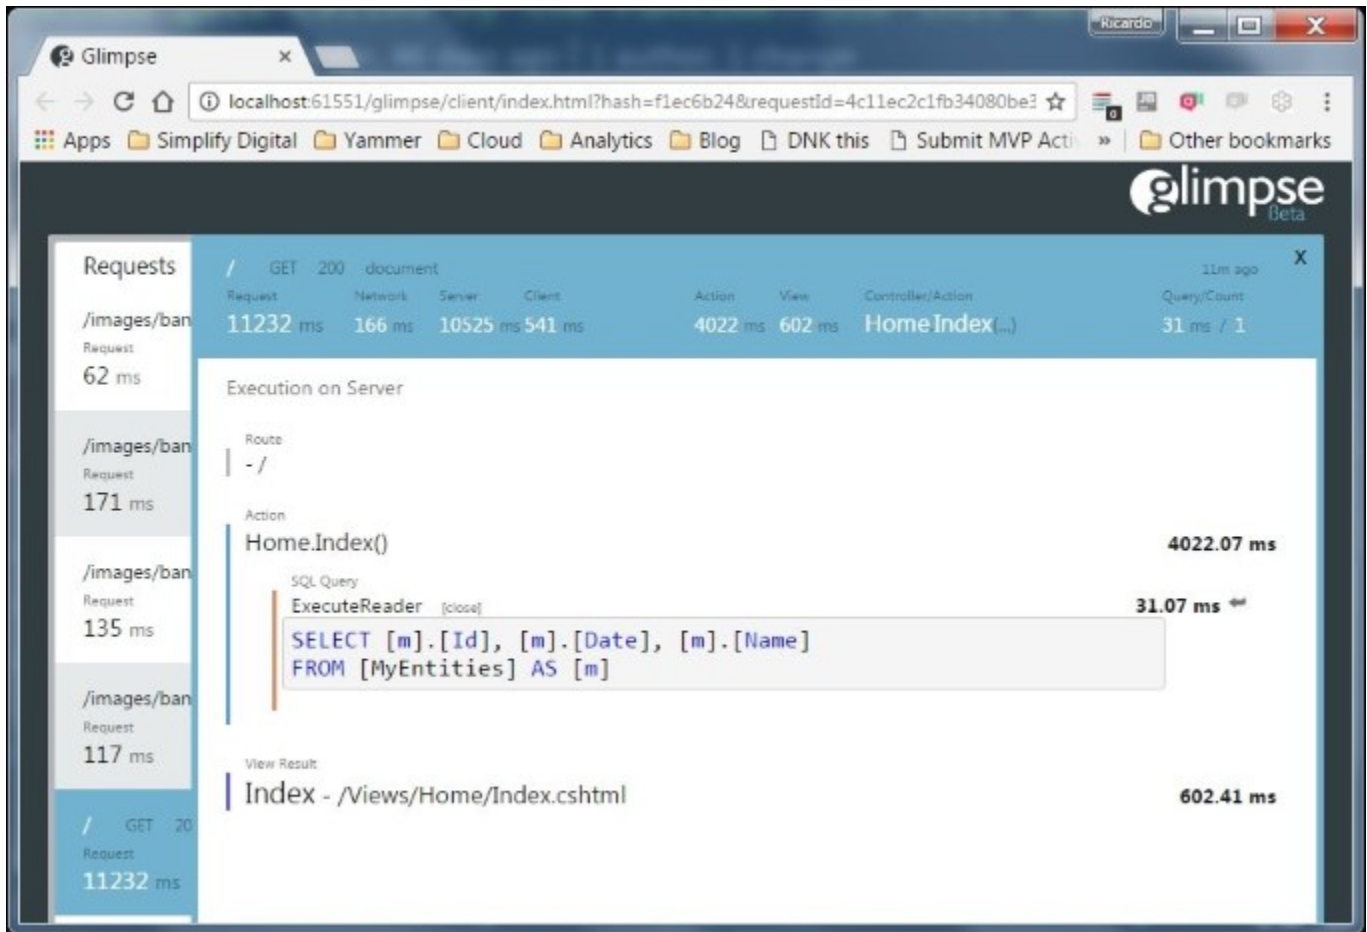 Ricardo
Glimpse
localhost:61551/glimpse/client/index.html?hash=f1ec6b24&requestId=4c11ec2c1fb34080be3
Apps Simplify Digital Yammer Cloud Analytics Blog DNK this Submit MVP Acti » Other bookmarks
glimpse
Beta
Requests
/images/ban
Request
62 ms
/images/ban
Request
171 ms
/images/ban
Request
135 ms
/images/ban
Request
117 ms
/ GET 20
Request
11232 ms
/ GET 200 document 11m ago X
Request Network Server Client Action View Controller/Action Query/Count
11232 ms 166 ms 10525 ms 541 ms 4022 ms 602 ms Home Index(...) 31 ms / 1
Execution on Server
Route
- /
Action
Home.Index() 4022.07 ms
SQL Query
ExecuteReader [close] 31.07 ms
SELECT [m].[Id], [m].[Date], [m].[Name]
FROM [MyEntities] AS [m]
View Result
Index - /Views/Home/Index.cshtml 602.41 ms